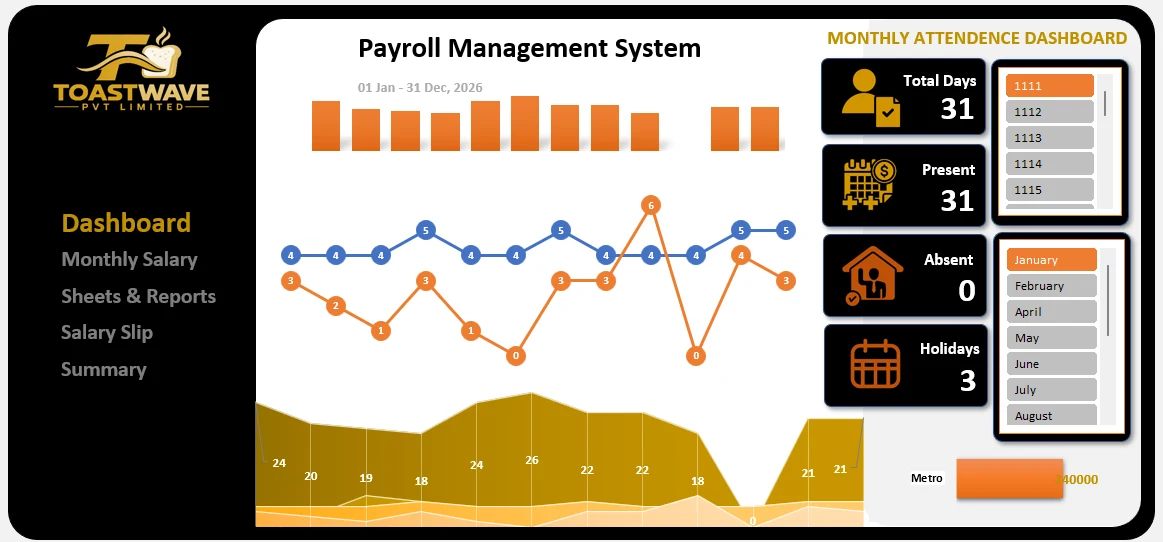 TOASTWAVE
PVT LIMITED
Dashboard
Monthly Salary
Sheets & Reports
Salary Slip
Summary
Payroll Management System
01 Jan - 31 Dec, 2026
5 5 5 5
4 4 4 4 4 4 4 4
6
3 2 1 3 1 0 3 3 0 4 3
24 20 19 18 24 26 22 22 18 0 21 21
MONTHLY ATTENDENCE DASHBOARD
Total Days
31
Present
31
Absent
0
Holidays
3
1111
1112
1113
1114
1115
January
February
April
May
June
July
August
Metro